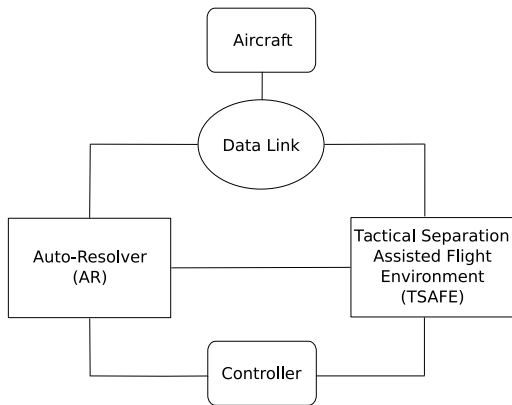 Aircraft
Data Link
Auto-Resolver
(AR)
Tactical Separation
Assisted Flight
Environment
(TSAFE)
Controller